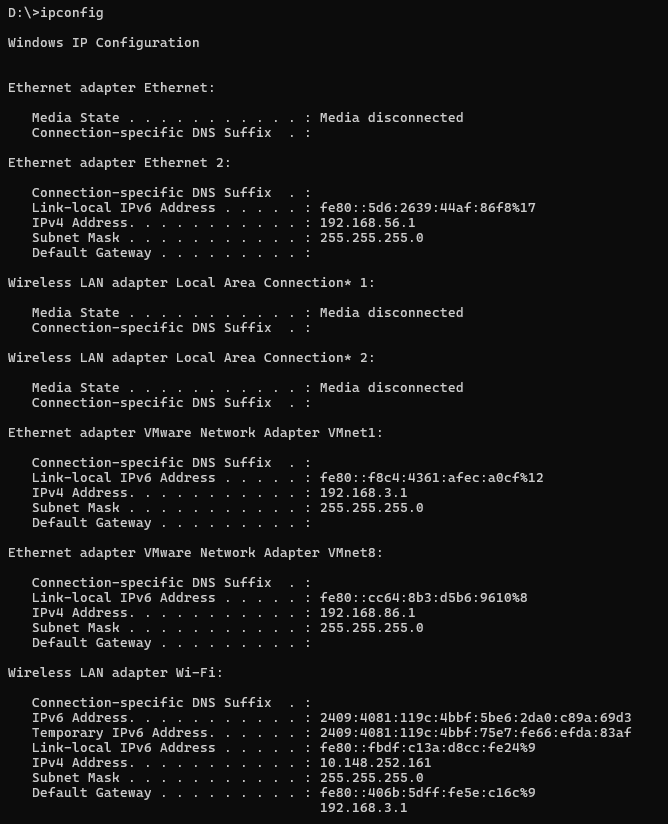 D:\>ipconfig
Windows IP Configuration
Ethernet adapter Ethernet:
   Media State . . . . . . . . . . . : Media disconnected
   Connection-specific DNS Suffix  . :
Ethernet adapter Ethernet 2:
   Connection-specific DNS Suffix  . :
   Link-local IPv6 Address . . . . . : fe80::5d6:2639:44af:86f8%17
   IPv4 Address. . . . . . . . . . . : 192.168.56.1
   Subnet Mask . . . . . . . . . . . : 255.255.255.0
   Default Gateway . . . . . . . . . :
Wireless LAN adapter Local Area Connection* 1:
   Media State . . . . . . . . . . . : Media disconnected
   Connection-specific DNS Suffix  . :
Wireless LAN adapter Local Area Connection* 2:
   Media State . . . . . . . . . . . : Media disconnected
   Connection-specific DNS Suffix  . :
Ethernet adapter VMware Network Adapter VMnet1:
   Connection-specific DNS Suffix  . :
   Link-local IPv6 Address . . . . . : fe80::f8c4:4361:afec:a0cf%12
   IPv4 Address. . . . . . . . . . . : 192.168.3.1
   Subnet Mask . . . . . . . . . . . : 255.255.255.0
   Default Gateway . . . . . . . . . :
Ethernet adapter VMware Network Adapter VMnet8:
   Connection-specific DNS Suffix  . :
   Link-local IPv6 Address . . . . . : fe80::cc64:8b3:d5b6:9610%8
   IPv4 Address. . . . . . . . . . . : 192.168.86.1
   Subnet Mask . . . . . . . . . . . : 255.255.255.0
   Default Gateway . . . . . . . . . :
Wireless LAN adapter Wi-Fi:
   Connection-specific DNS Suffix  . :
   IPv6 Address. . . . . . . . . . . : 2409:4081:119c:4bbf:5be6:2da0:c89a:69d3
   Temporary IPv6 Address. . . . . . : 2409:4081:119c:4bbf:75e7:fe66:efda:83af
   Link-local IPv6 Address . . . . . : fe80::fbdf:c13a:d8cc:fe24%9
   IPv4 Address. . . . . . . . . . . : 10.148.252.161
   Subnet Mask . . . . . . . . . . . : 255.255.255.0
   Default Gateway . . . . . . . . . : fe80::406b:5dff:fe5e:c16c%9
                                       192.168.3.1